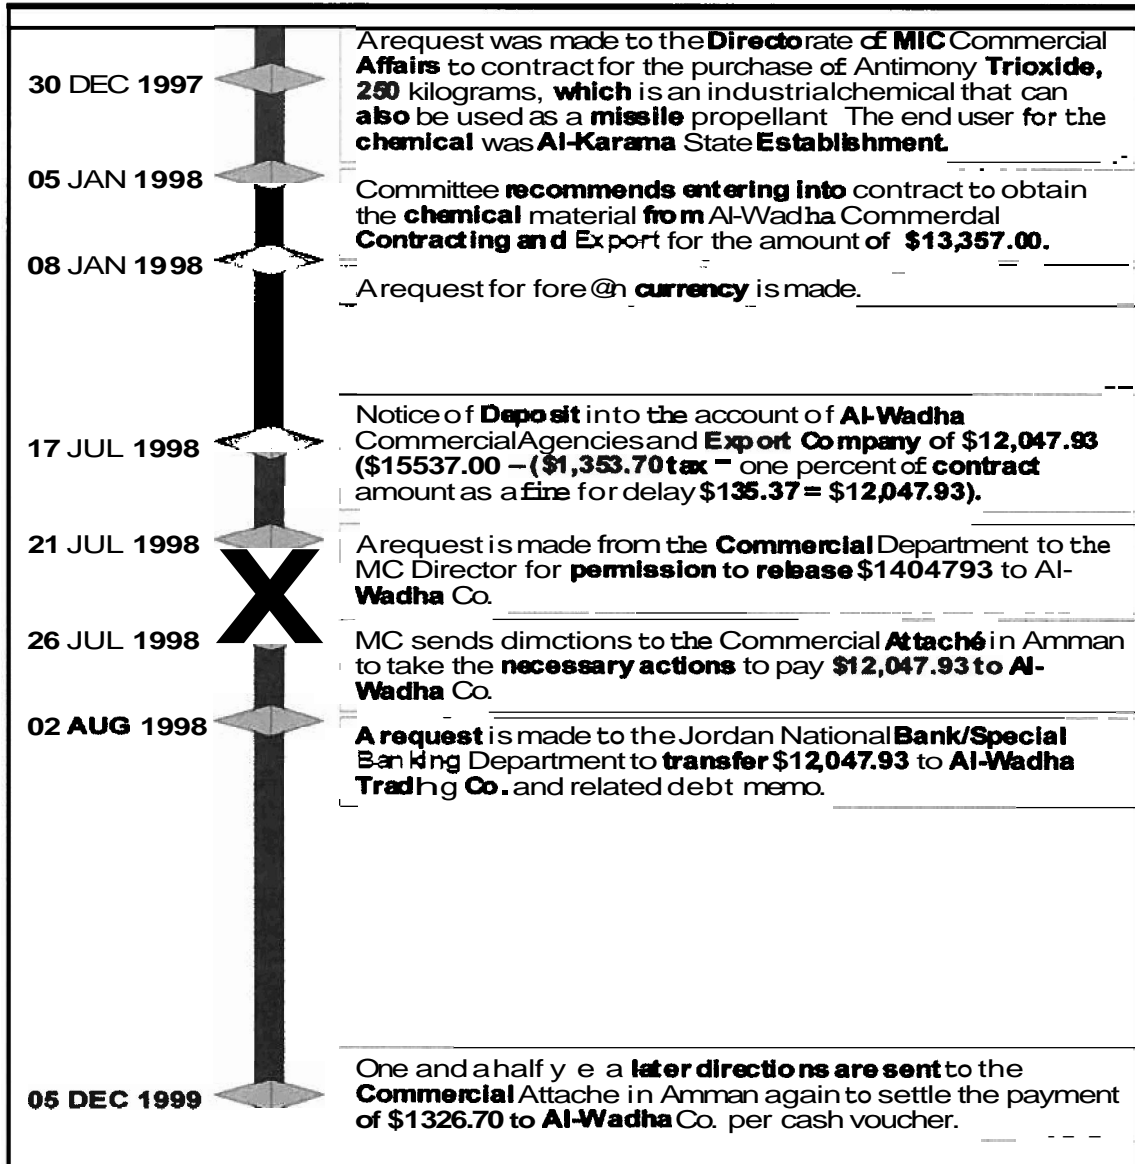 30 DEC 1997
A request was made to the Directorate of MIC Commercial
Affairs to contract for the purchase of Antimony Trioxide,
250 kilograms, which is an industrial chemical that can
also be used as a missile propellant The end user for the
chemical was Al-Karama State Establishment.
05 JAN 1998
Committee recommends entering into contract to obtain
the chemical material from Al-Wadha Commerdal
Contracting and Export for the amount of $13,357.00.
08 JAN 1998
A request for fore@n currency is made.
17 JUL 1998
Notice of Deposit into the account of Al-Wadha
Commercial Agencies and Export Company of $12,047.93
($15537.00 – ($1,353.70 tax – one percent of contract
amount as a fine for delay $135.37 = $12,047.93).
21 JUL 1998
A request is made from the Commercial Department to the
MC Director for permission to release $1404793 to Al-
Wadha Co.
26 JUL 1998
MC sends dimctions to the Commercial Attaché in Amman
to take the necessary actions to pay $12,047.93 to Al-
Wadha Co.
02 AUG 1998
A request is made to the Jordan National Bank/Special
Banking Department to transfer $12,047.93 to Al-Wadha
Tradhg Co. and related debt memo.
05 DEC 1999
One and a half y e a later directions are sent to the
Commercial Attache in Amman again to settle the payment
of $1326.70 to Al-Wadha Co. per cash voucher.